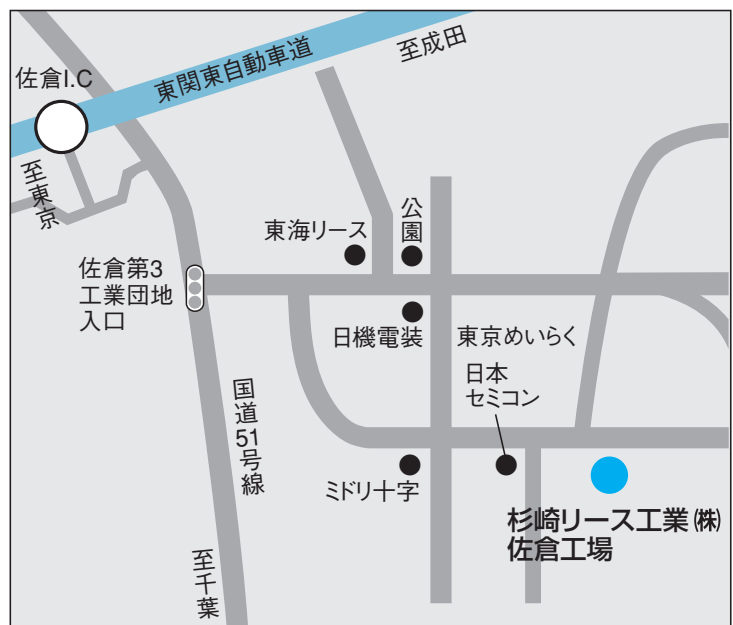 東関東自動車道
至成田
佐倉I.C
至東京
公園
東海リース
佐倉第3
工業団地
入口
日機電装
東京めいらく
日本
セミコン
国道51号線
ミドリ十字
杉崎リース工業㈱
佐倉工場
至千葉